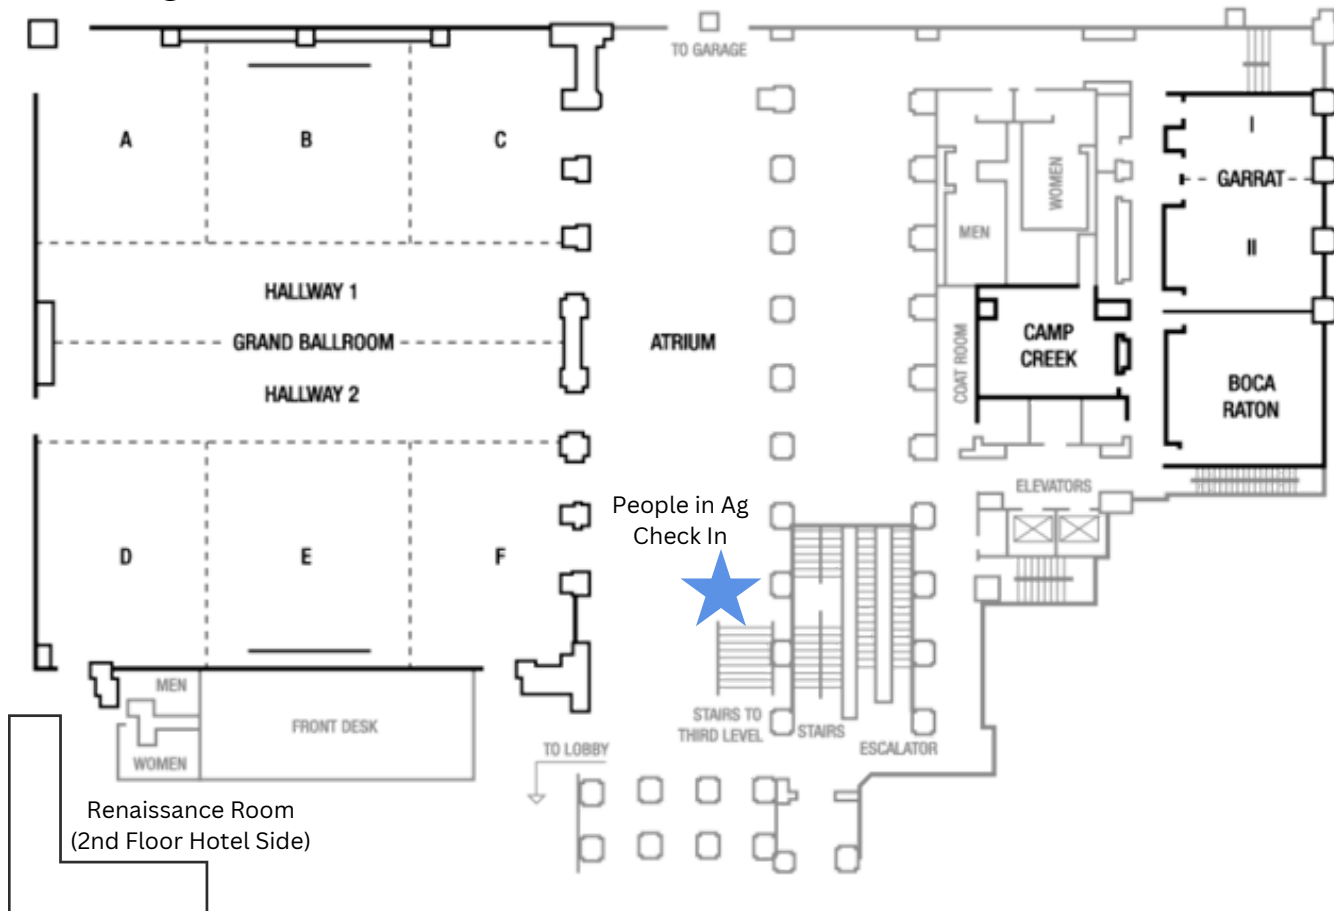 TO GARAGE
A
B
C
I
GARRAT
II
WOMEN
MEN
HALLWAY 1
GRAND BALLROOM
HALLWAY 2
ATRIUM
COAT ROOM
CAMP
CREEK
BOCA
RATON
ELEVATORS
People in Ag
Check In
D
E
F
MEN
WOMEN
FRONT DESK
STAIRS TO
THIRD LEVEL
STAIRS
ESCALATOR
TO LOBBY
Renaissance Room
(2nd Floor Hotel Side)